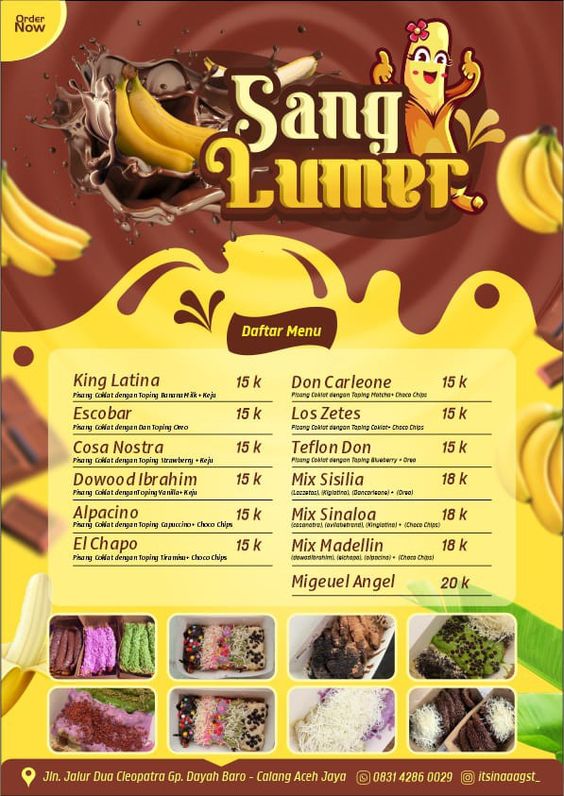 Order
Now
Sang
Lumer
Daftar Menu
King Latina 15 k
Pisang Coklat dengan Toping Banana Milk + Keju
Escobar 15 k
Pisang Coklat dengan Dan Toping Oreo
Cosa Nostra 15 k
Pisang Coklat dengan Toping Strawberry + Keju
Dowood Ibrahim 15 k
Pisang Coklat dengan Toping Vanilla + Keju
Alpacino 15 k
Pisang Coklat dengan Toping Capuccino + Choco Chips
El Chapo 15 k
Pisang Coklat dengan Toping Tiramisu + Choco Chips
Don Carleone 15 k
Pisang Coklat dengan Toping Matcha + Choco Chips
Los Zetes 15 k
Pisang Coklat dengan Toping Coklat + Choco Chips
Teflon Don 15 k
Pisang Coklat dengan Toping Blueberry + Oreo
Mix Sisilia 18 k
(Lozzetos), (Kiglatino), (Doncarleone) + (Oreo)
Mix Sinaloa 18 k
(cosanotra), (Kinglatino) + (Choco Chips)
Mix Madellin 18 k
(dawodibrahim), (elchapo), (alpacino) + (Choco Chips)
Migeuel Angel 20 k
Jln. Jalur Dua Cleopatra Gp. Dayah Baro - Calang Aceh Jaya 0831 4286 0029 itsinaaagst_